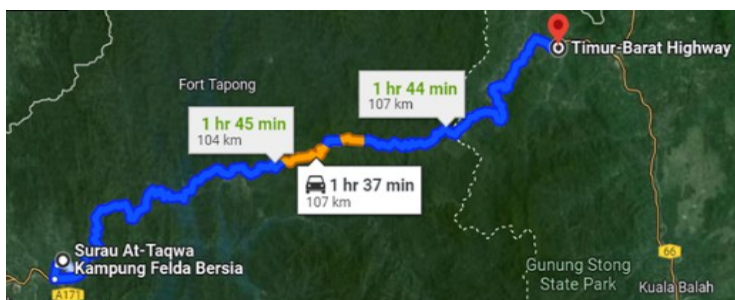 Timur-Barat Highway
Fort Tapong
1 hr 44 min
107 km
1 hr 45 min
104 km
1 hr 37 min
107 km
Surau At-Taqwa
Kampung Felda Bersia
66
Gunung Stong
State Park
Kuala Balah
A171